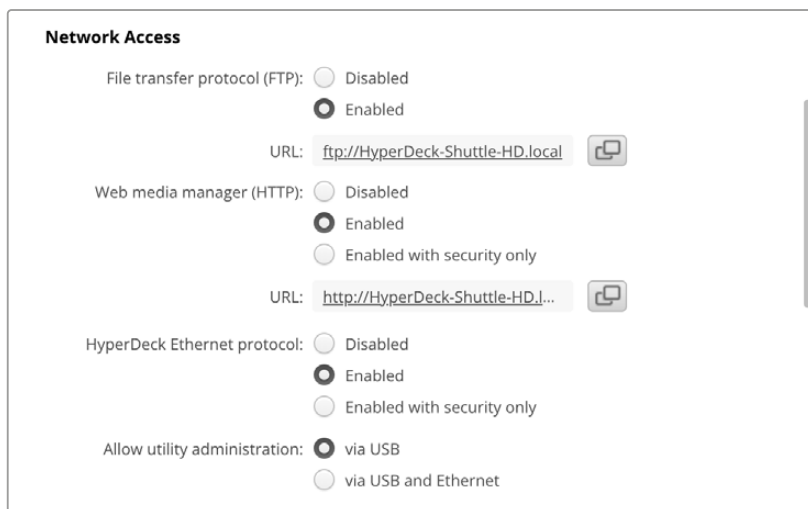 Network Access
File transfer protocol (FTP): Disabled
Enabled
URL: ftp://HyperDeck-Shuttle-HD.local
Web media manager (HTTP): Disabled
Enabled
Enabled with security only
URL: http://HyperDeck-Shuttle-HD.l...
HyperDeck Ethernet protocol: Disabled
Enabled
Enabled with security only
Allow utility administration: via USB
via USB and Ethernet